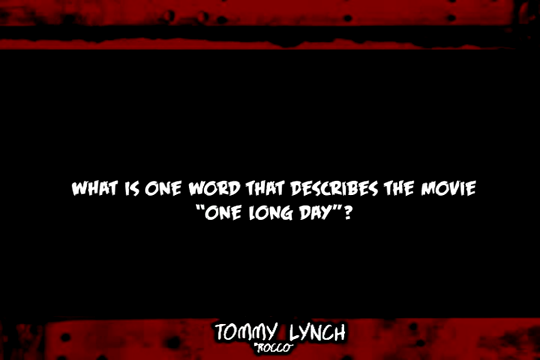 WHAT IS ONE WORD THAT DESCRIBES THE MOVIE
"ONE LONG DAY"?
TOMMY LYNCH
"ROCCO"